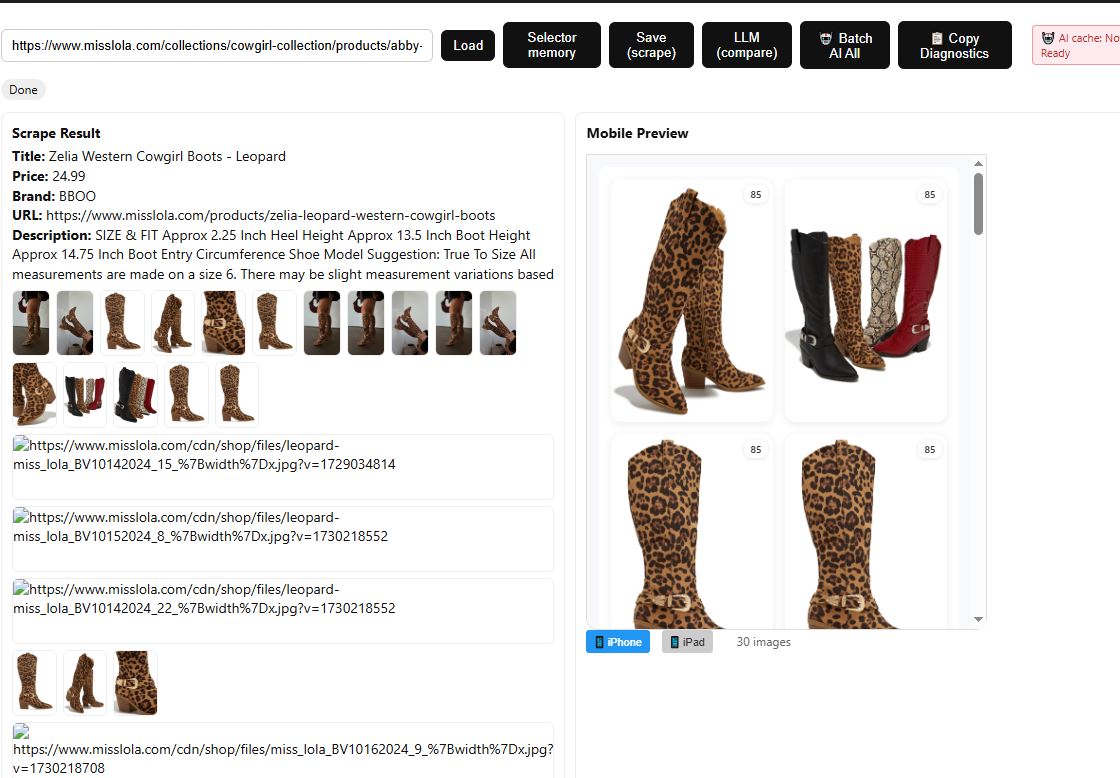 https://www.misslola.com/collections/cowgirl-collection/products/abby-
Load
Selector
memory
Save
(scrape)
LLM
(compare)
Batch
AI All
Copy
Diagnostics
AI cache: No
Ready
Done
Scrape Result
Title: Zelia Western Cowgirl Boots - Leopard
Price: 24.99
Brand: BBOO
URL: https://www.misslola.com/products/zelia-leopard-western-cowgirl-boots
Description: SIZE & FIT Approx 2.25 Inch Heel Height Approx 13.5 Inch Boot Height
Approx 14.75 Inch Boot Entry Circumference Shoe Model Suggestion: True To Size All
measurements are made on a size 6. There may be slight measurement variations based
https://www.misslola.com/cdn/shop/files/leopard-
miss_lola_BV10142024_15_%7Bwidth%7Dx.jpg?v=1729034814
https://www.misslola.com/cdn/shop/files/leopard-
miss_lola_BV10152024_8_%7Bwidth%7Dx.jpg?v=1730218552
https://www.misslola.com/cdn/shop/files/leopard-
miss_lola_BV10142024_22_%7Bwidth%7Dx.jpg?v=1730218552
https://www.misslola.com/cdn/shop/files/miss_lola_BV10162024_9_%7Bwidth%7Dx.jpg?
v=1730218708
Mobile Preview
85
85
85
85
iPhone
iPad
30 images